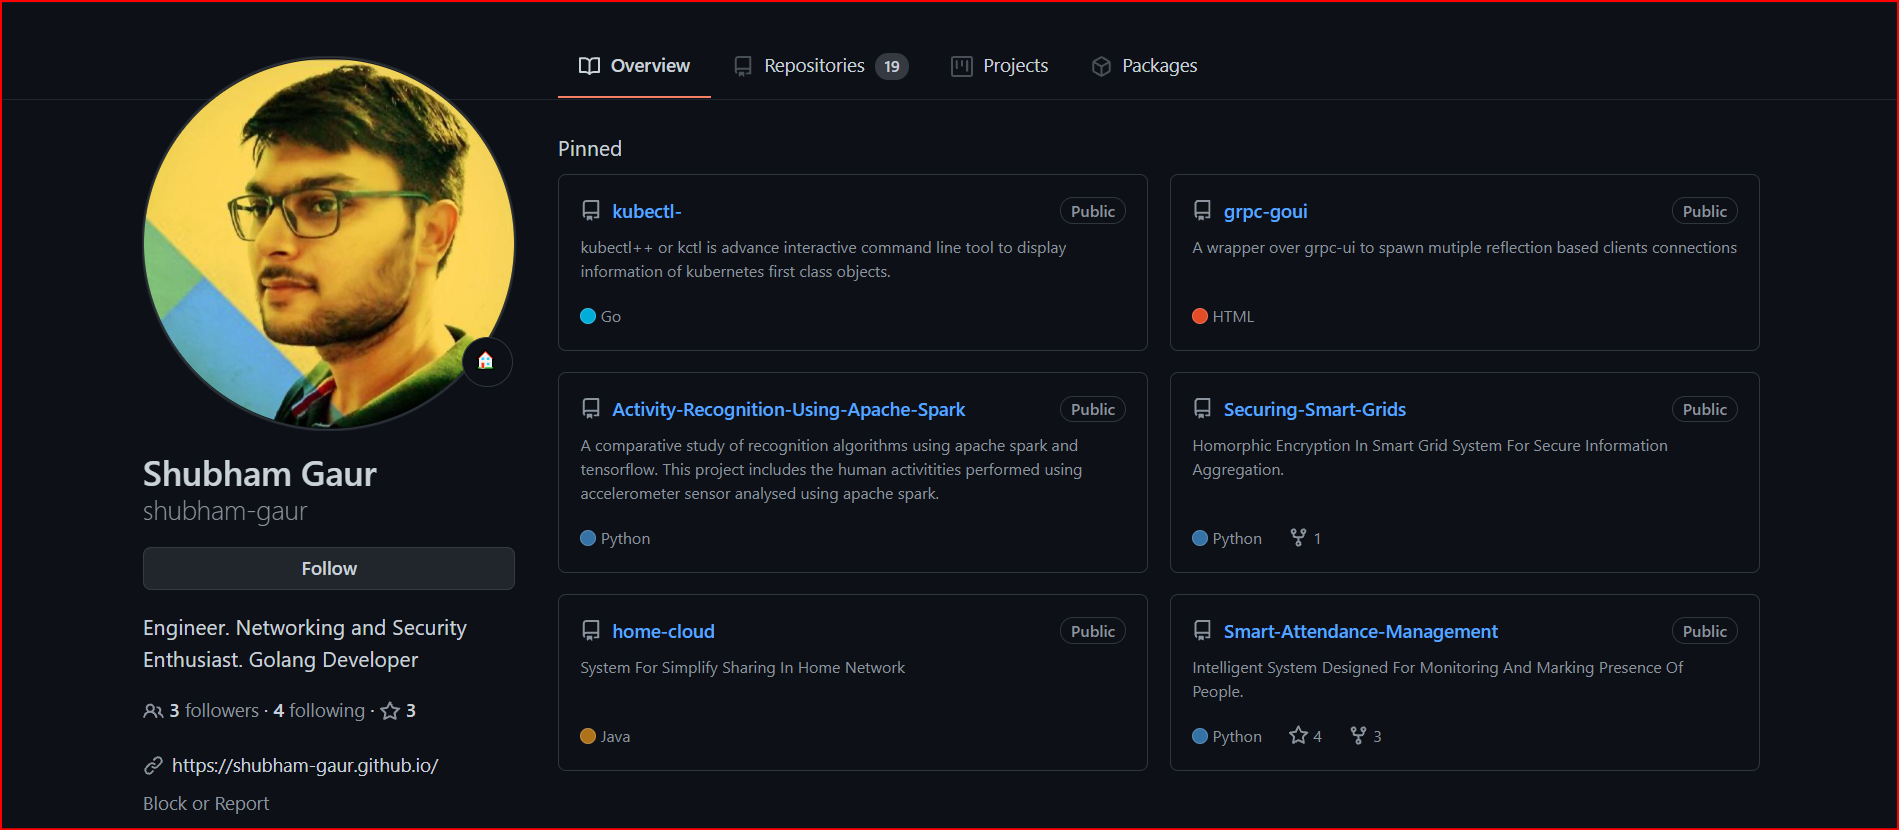 Overview
Repositories 19
Projects
Packages
Shubham Gaur
shubham-gaur
Follow
Engineer. Networking and Security
Enthusiast. Golang Developer
3 followers · 4 following · 3
https://shubham-gaur.github.io/
Block or Report
Pinned
kubectl-
Public
kubectl++ or kctl is advance interactive command line tool to display
information of kubernetes first class objects.
Go
grpc-goui
Public
A wrapper over grpc-ui to spawn mutiple reflection based clients connections
HTML
Activity-Recognition-Using-Apache-Spark
Public
A comparative study of recognition algorithms using apache spark and
tensorflow. This project includes the human activitities performed using
accelerometer sensor analysed using apache spark.
Python
Securing-Smart-Grids
Public
Homorphic Encryption In Smart Grid System For Secure Information
Aggregation.
Python 1
home-cloud
Public
System For Simplify Sharing In Home Network
Java
Smart-Attendance-Management
Public
Intelligent System Designed For Monitoring And Marking Presence Of
People.
Python 4 3